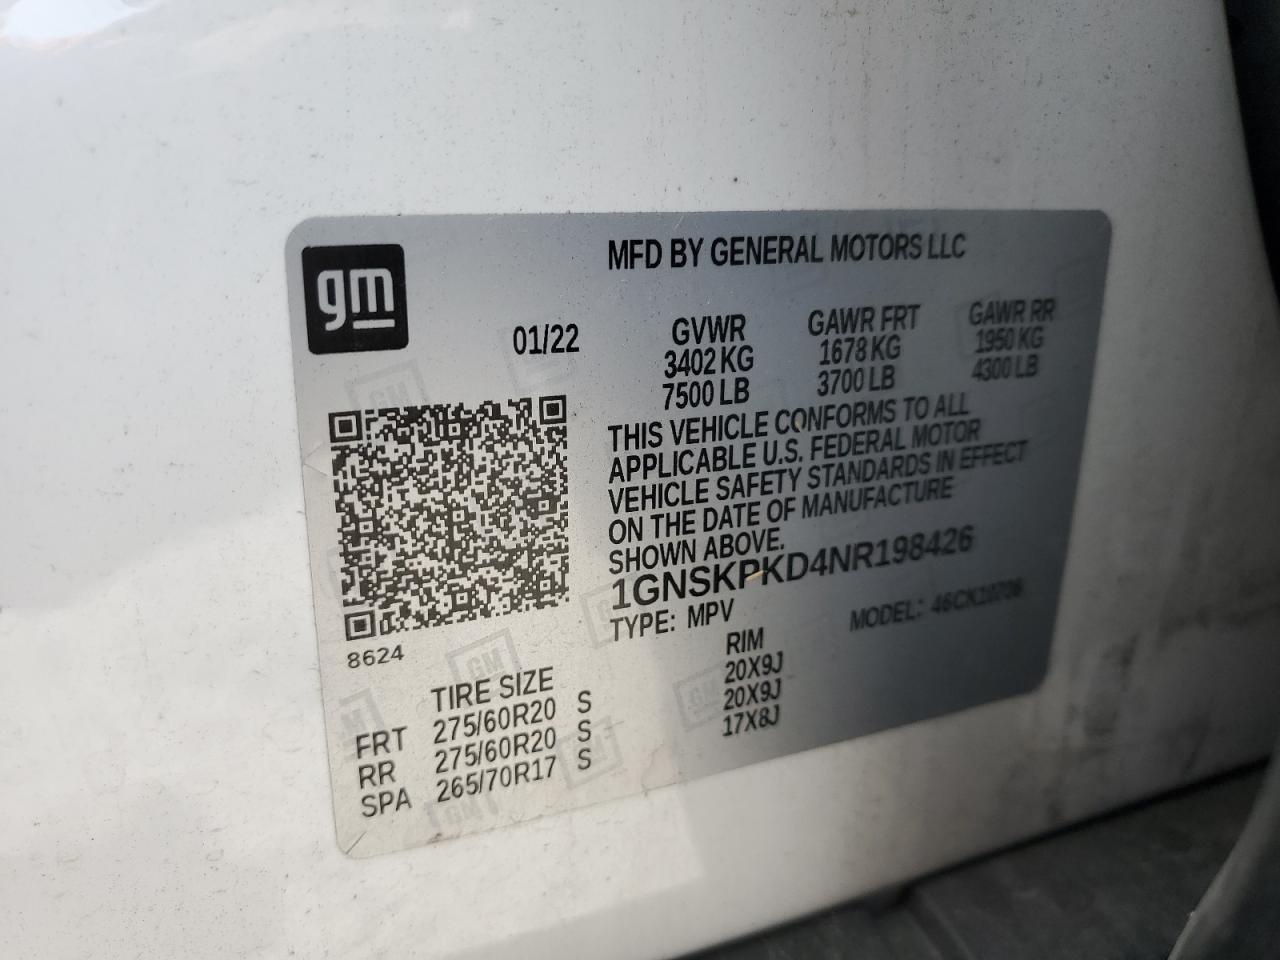 gm
MFD BY GENERAL MOTORS LLC
01/22
GVWR GAWR FRT GAWR RR
3402 KG 1678 KG 1950 KG
7500 LB 3700 LB 4300 LB
THIS VEHICLE CONFORMS TO ALL
APPLICABLE U.S. FEDERAL MOTOR
VEHICLE SAFETY STANDARDS IN EFFECT
ON THE DATE OF MANUFACTURE
SHOWN ABOVE.
1GNSKPKD4NR198426
TYPE: MPV MODEL: 46CK10706
8624
TIRE SIZE RIM
FRT 275/60R20 S 20X9J
RR 275/60R20 S 20X9J
SPA 265/70R17 S 17X8J